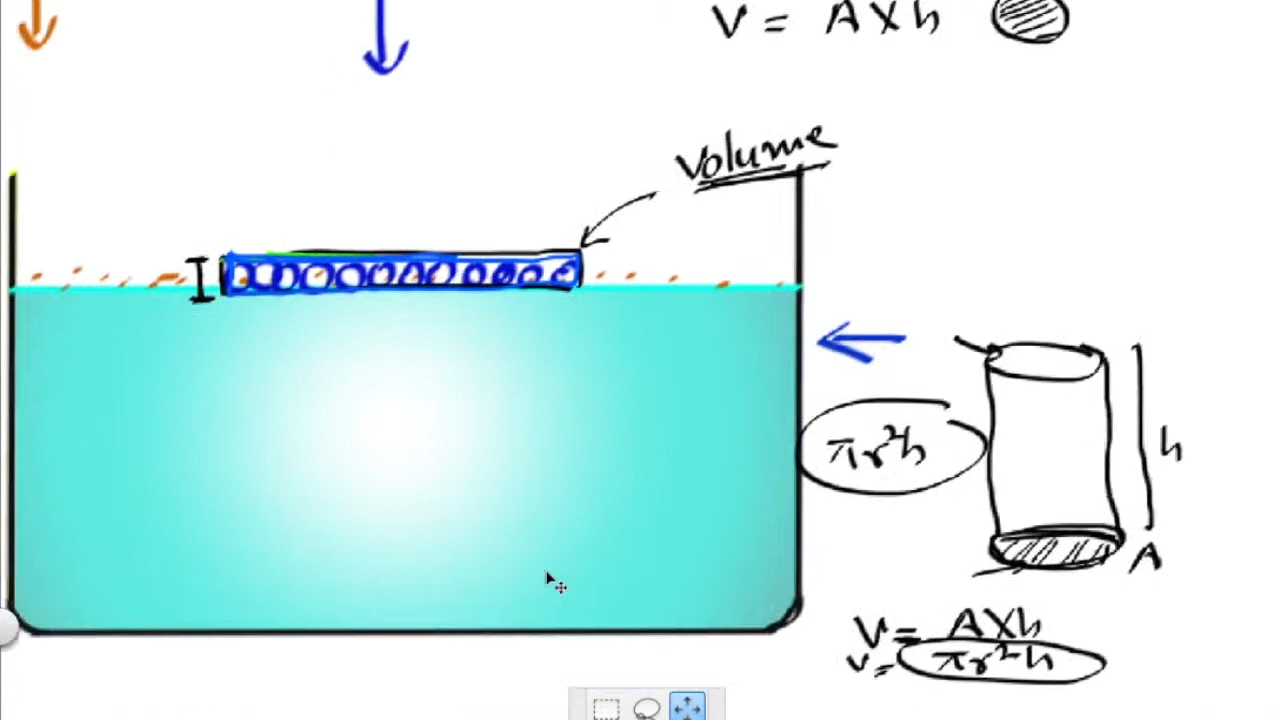 V = A X h
Volume
πr²h
h
A
V = A X h
V = πr²h